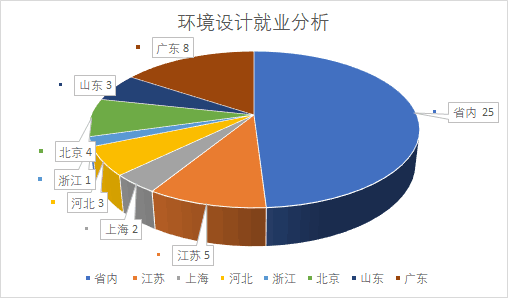 环境设计就业分析
广东 8
山东 3
省内 25
北京 4
浙江 1
河北 3
上海 2
江苏 5
省内 江苏 上海 河北 浙江 北京 山东 广东